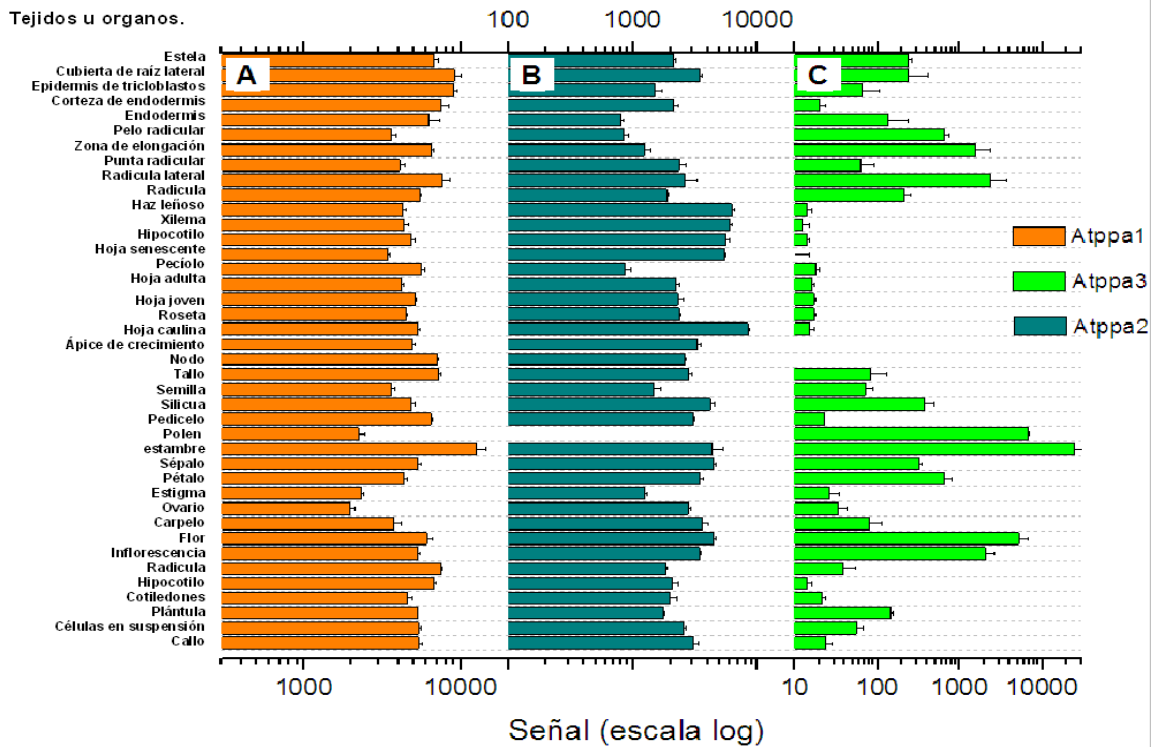 Tejidos u organos.
100 1000 10000
A B C
Estela
Cubierta de raíz lateral
Epidermis de tricloblastos
Corteza de endodermis
Endodermis
Pelo radicular
Zona de elongación
Punta radicular
Radicula lateral
Radicula
Haz leñoso
Xilema
Hipocotilo
Hoja senescente
Pecíolo
Hoja adulta
Hoja joven
Roseta
Hoja caulina
Ápice de crecimiento
Nodo
Tallo
Semilla
Silicua
Pedicelo
Polen
estambre
Sépalo
Pétalo
Estigma
Ovario
Carpelo
Flor
Inflorescencia
Radicula
Hipocotilo
Cotiledones
Plántula
Células en suspensión
Callo
Atppa1
Atppa3
Atppa2
1000 10000 10 100 1000 10000
Señal (escala log)